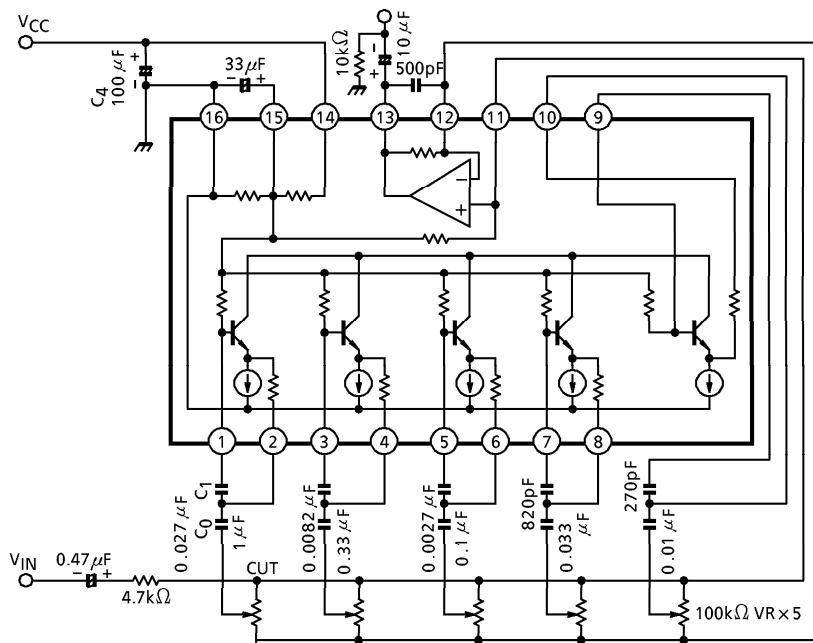 VCC
C4
100 μF
+
-
33μF
- +
10kΩ
-
+
10 μF
500pF
16 15 14 13 12 11 10 9
-
+
1 2 3 4 5 6 7 8
0.027 μF
C1
C0
1 μF
0.0082 μF
0.33 μF
0.0027 μF
0.1 μF
820pF
0.033 μF
270pF
0.01 μF
VIN
0.47μF
- +
4.7kΩ
CUT
100kΩ VR×5